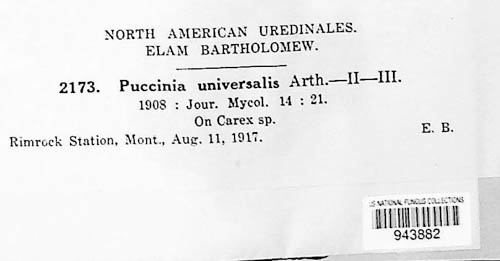 NORTH AMERICAN UREDINALES.
ELAM BARTHOLOMEW.
2173. Puccinia universalis Arth.—II—III.
1908 : Jour. Mycol. 14 : 21.
On Carex sp.
Rimrock Station, Mont., Aug. 11, 1917. E. B.
US NATIONAL FUNGUS COLLECTIONS
943882